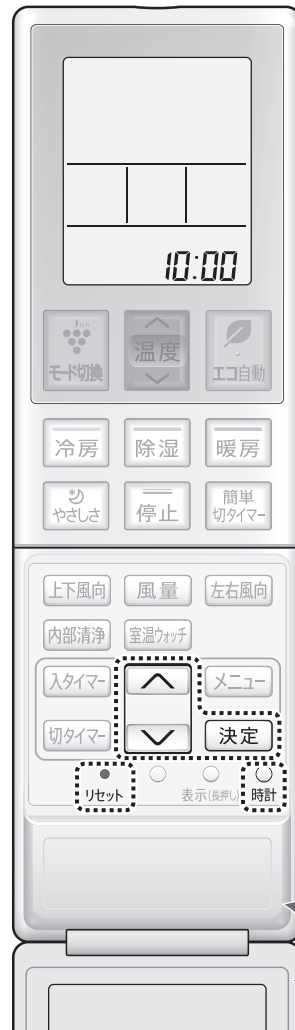 10:00
ion
モード切換
温度
エコ自動
冷房
除湿
暖房
やさしさ
停止
簡単
切タイマー
上下風向
風量
左右風向
内部清浄
室温ウォッチ
入タイマー
メニュー
切タイマー
決定
リセット
表示(長押し)
時計